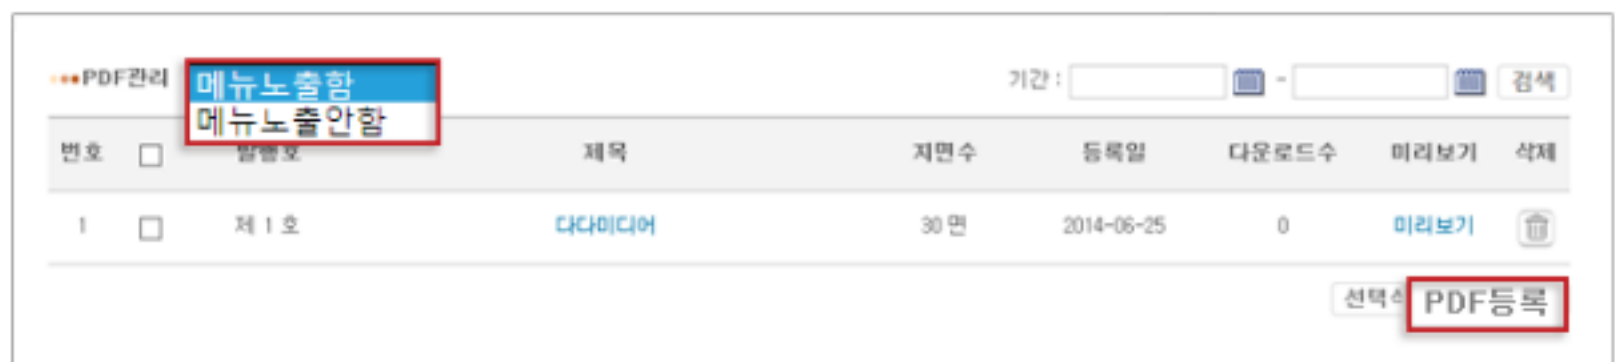 PDF관리 메뉴노출함 기간 : - 검색
메뉴노출안함
번호 발행호 제목 지면수 등록일 다운로드수 미리보기 삭제
1 제 1 호 다다미디어 30 면 2014-06-25 0 미리보기
PDF등록